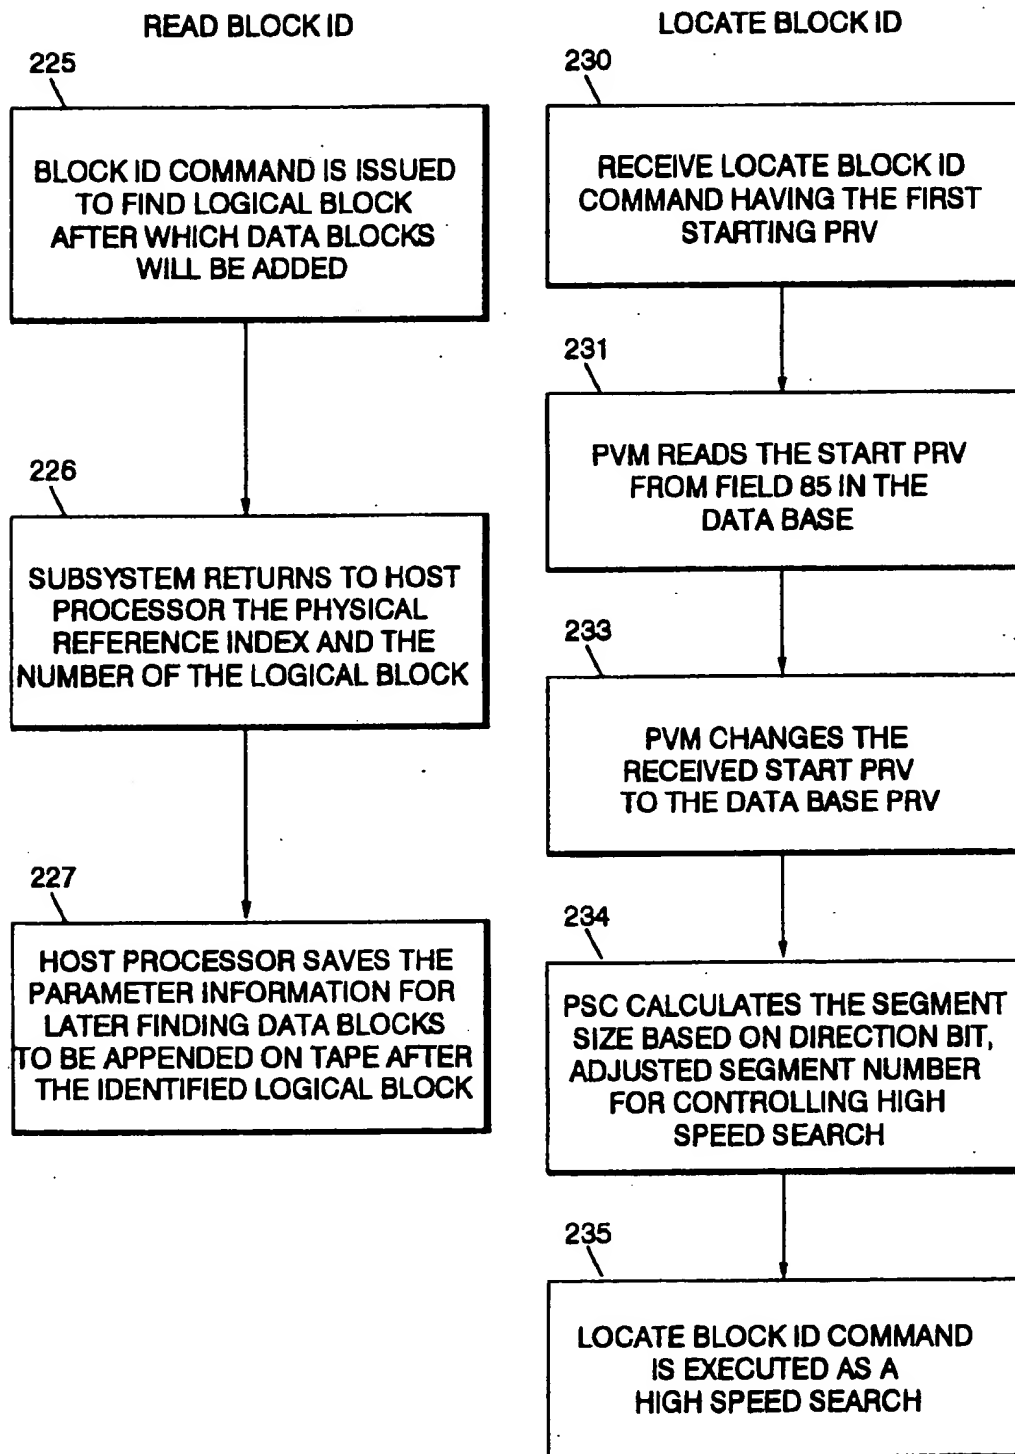 READ BLOCK ID
225
BLOCK ID COMMAND IS ISSUED
TO FIND LOGICAL BLOCK
AFTER WHICH DATA BLOCKS
WILL BE ADDED
226
SUBSYSTEM RETURNS TO HOST
PROCESSOR THE PHYSICAL
REFERENCE INDEX AND THE
NUMBER OF THE LOGICAL BLOCK
227
HOST PROCESSOR SAVES THE
PARAMETER INFORMATION FOR
LATER FINDING DATA BLOCKS
TO BE APPENDED ON TAPE AFTER
THE IDENTIFIED LOGICAL BLOCK
LOCATE BLOCK ID
230
RECEIVE LOCATE BLOCK ID
COMMAND HAVING THE FIRST
STARTING PRV
231
PVM READS THE START PRV
FROM FIELD 85 IN THE
DATA BASE
233
PVM CHANGES THE
RECEIVED START PRV
TO THE DATA BASE PRV
234
PSC CALCULATES THE SEGMENT
SIZE BASED ON DIRECTION BIT,
ADJUSTED SEGMENT NUMBER
FOR CONTROLLING HIGH
SPEED SEARCH
235
LOCATE BLOCK ID COMMAND
IS EXECUTED AS A
HIGH SPEED SEARCH